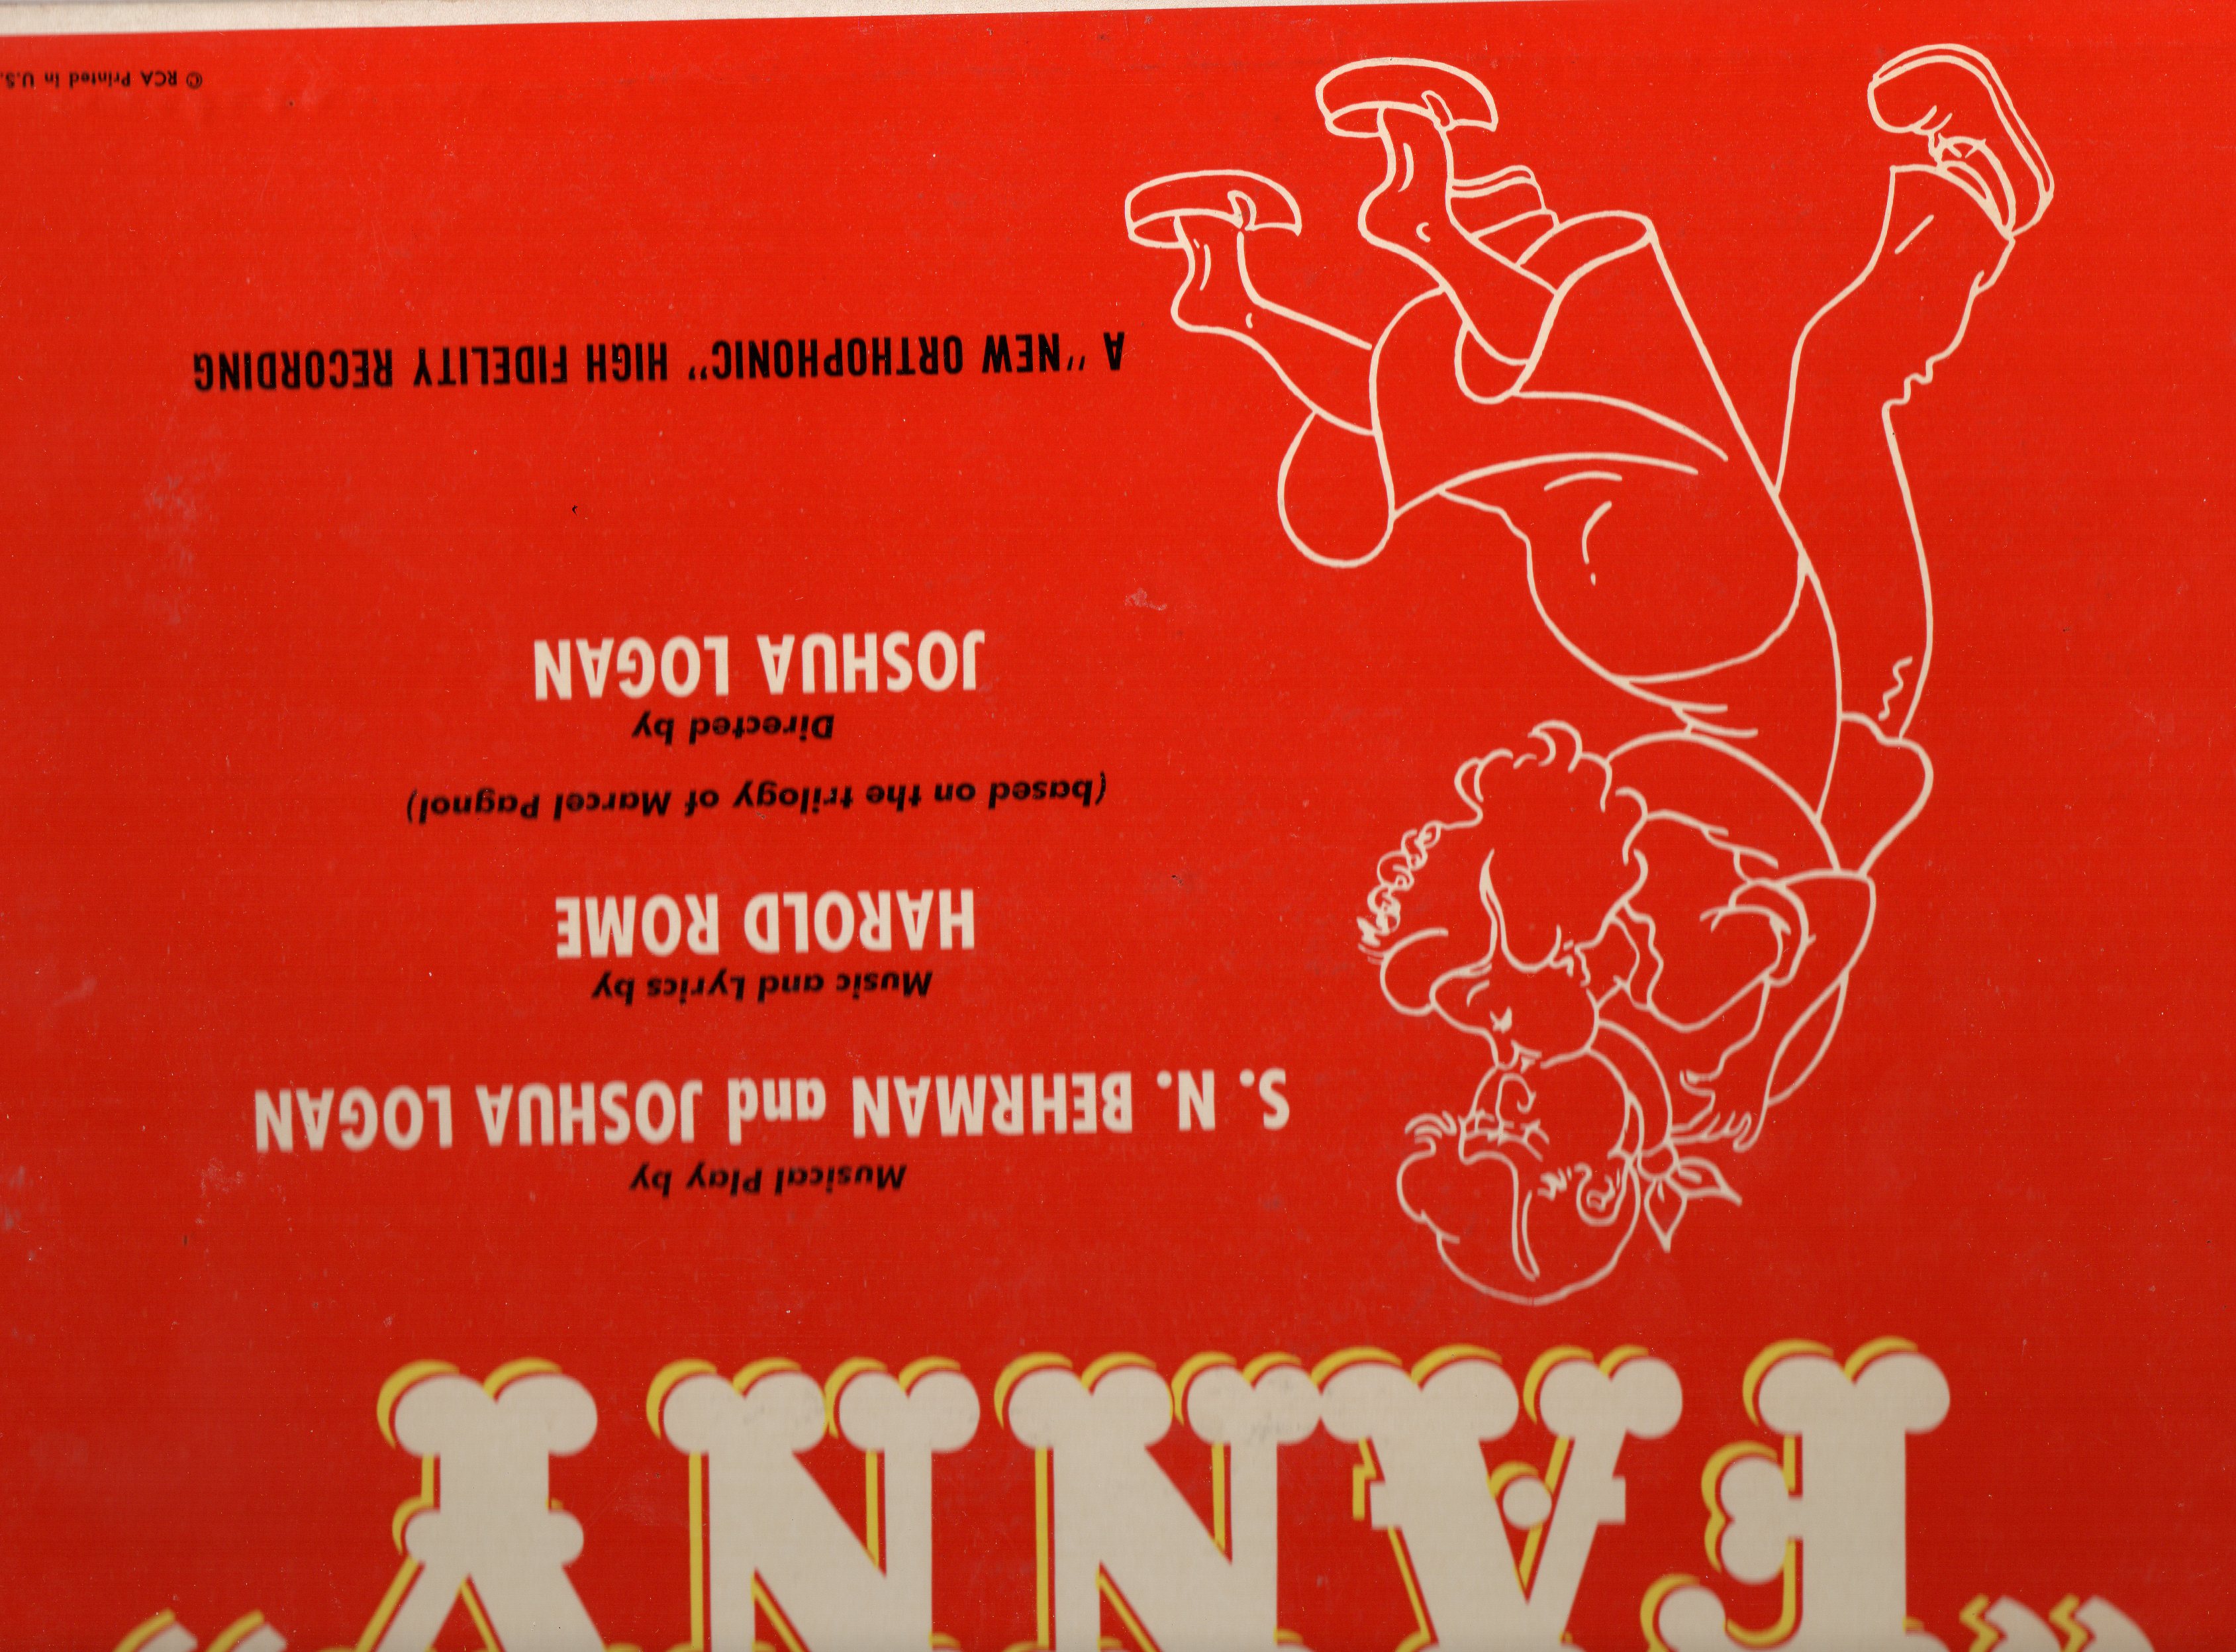 "FANNY"
Musical Play by
S. N. BEHRMAN and JOSHUA LOGAN
Music and Lyrics by
HAROLD ROME
(based on the trilogy of Marcel Pagnol)
Directed by
JOSHUA LOGAN
A "NEW ORTHOPHONIC" HIGH FIDELITY RECORDING
© RCA Printed in U.S.